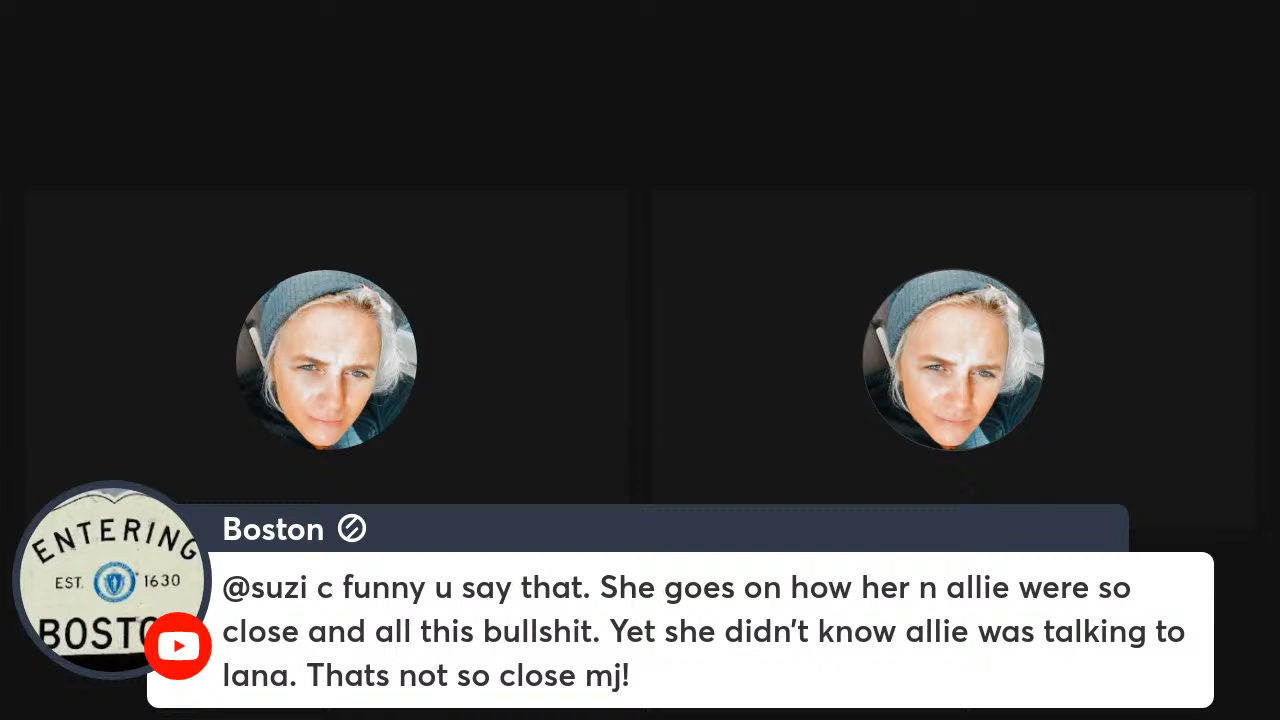 ENTERING
EST. 1630
Boston
@suzi c funny u say that. She goes on how her n allie were so
close and all this bullshit. Yet she didn't know allie was talking to
lana. Thats not so close mj!